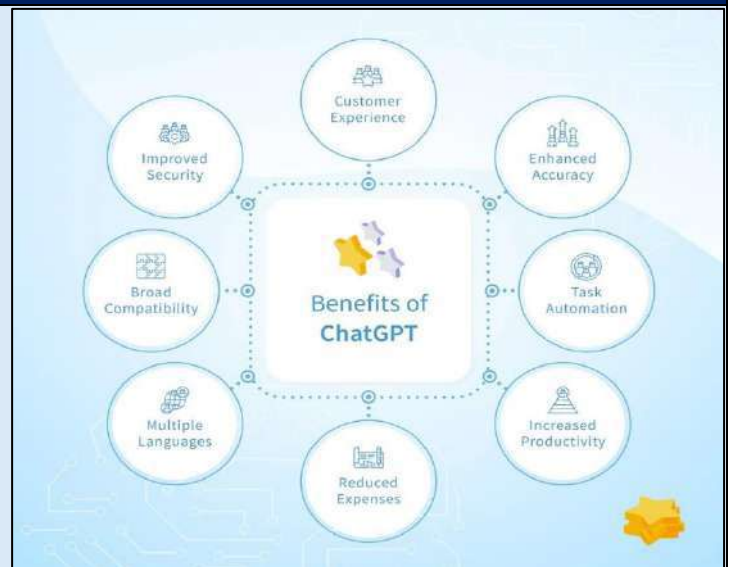 Customer
Experience
Improved
Security
Enhanced
Accuracy
Broad
Compatibility
Benefits of
ChatGPT
Task
Automation
Multiple
Languages
Increased
Productivity
Reduced
Expenses